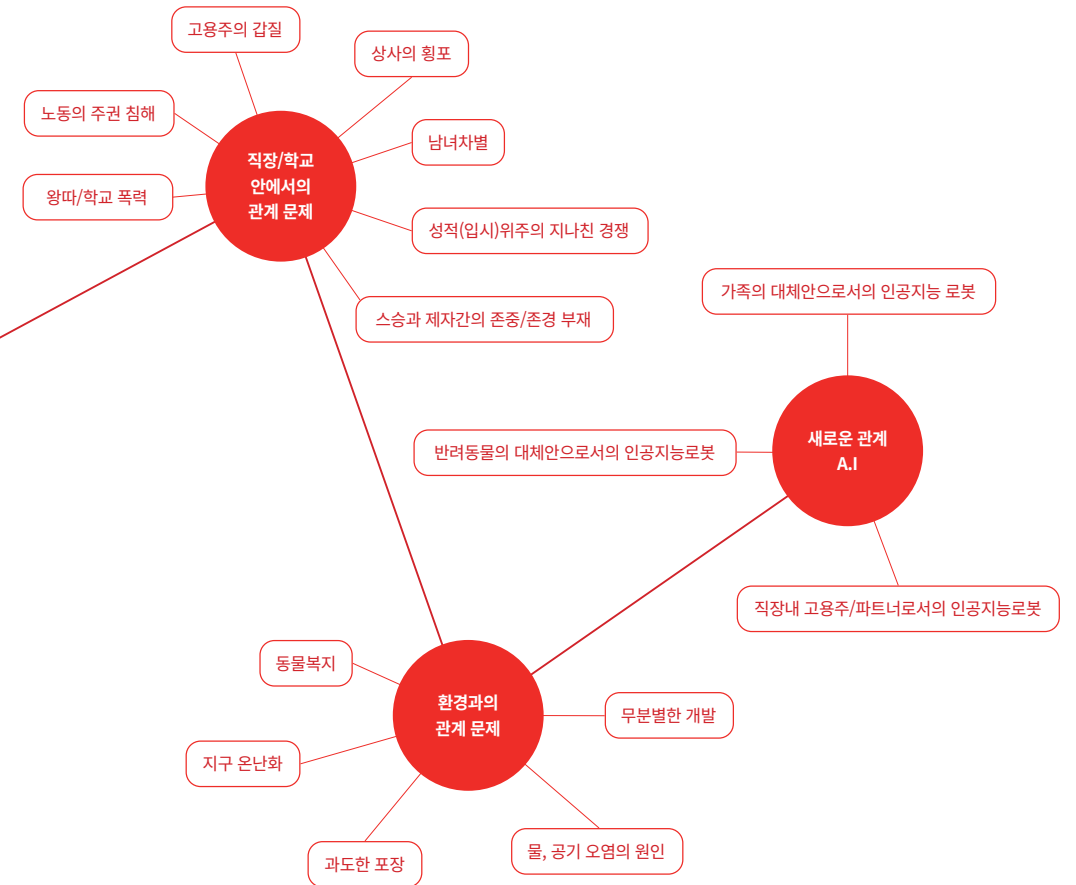 고용주의 갑질
상사의 횡포
노동의 주권 침해
남녀차별
직장/학교
안에서의
관계 문제
왕따/학교 폭력
성적(입시)위주의 지나친 경쟁
스승과 제자간의 존중/존경 부재
가족의 대체안으로서의 인공지능 로봇
새로운 관계
A.I
반려동물의 대체안으로서의 인공지능로봇
직장내 고용주/파트너로서의 인공지능로봇
동물복지
환경과의
관계 문제
무분별한 개발
지구 온난화
물, 공기 오염의 원인
과도한 포장